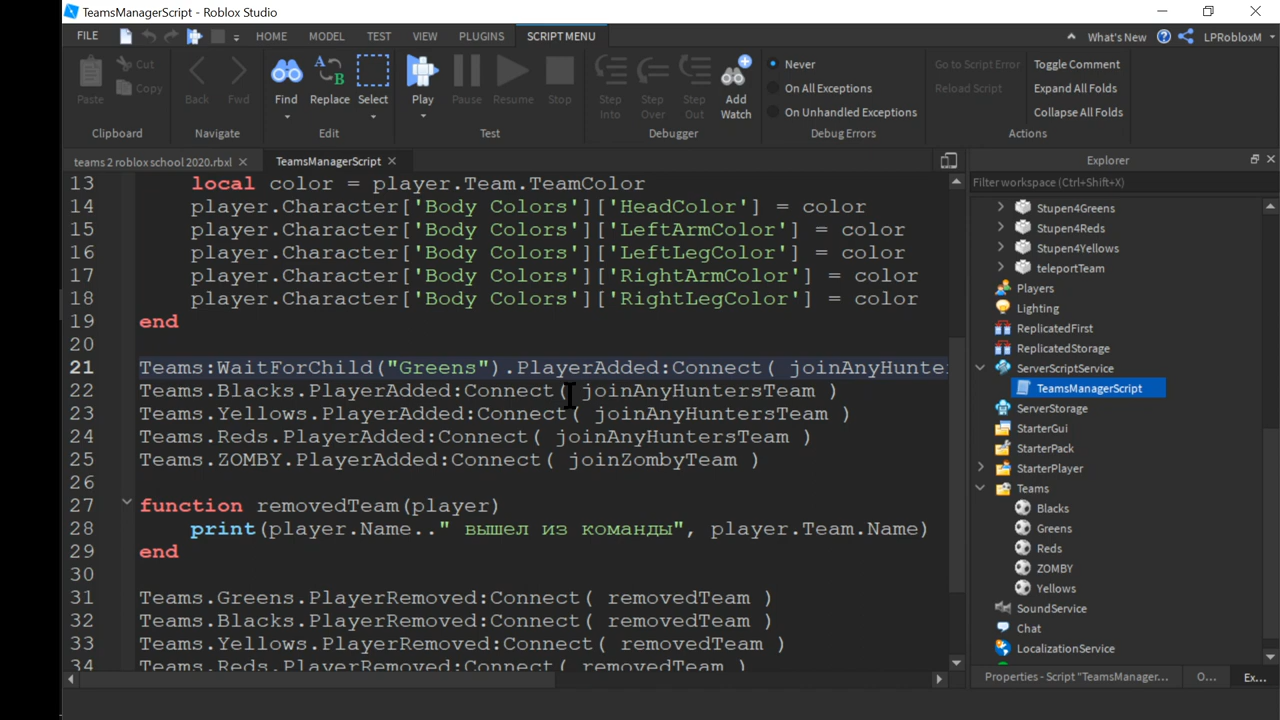 TeamsManagerScript - Roblox Studio
FILE HOME MODEL TEST VIEW PLUGINS SCRIPT MENU What's New LPRobloxM
Paste Cut Copy Back Fwd Find Replace Select Play Pause Resume Stop Step Into Step Over Step Out Add Watch
Never
On All Exceptions
On Unhandled Exceptions
Go to Script Error
Reload Script
Toggle Comment
Expand All Folds
Collapse All Folds
Clipboard Navigate Edit Test Debugger Debug Errors Actions
teams 2 roblox school 2020.rbxl TeamsManagerScript
13 local color = player.Team.TeamColor
14 player.Character['Body Colors']['HeadColor'] = color
15 player.Character['Body Colors']['LeftArmColor'] = color
16 player.Character['Body Colors']['LeftLegColor'] = color
17 player.Character['Body Colors']['RightArmColor'] = color
18 player.Character['Body Colors']['RightLegColor'] = color
19 end
20
21 Teams:WaitForChild("Greens").PlayerAdded:Connect( joinAnyHunte
22 Teams.Blacks.PlayerAdded:Connect( joinAnyHuntersTeam )
23 Teams.Yellows.PlayerAdded:Connect( joinAnyHuntersTeam )
24 Teams.Reds.PlayerAdded:Connect( joinAnyHuntersTeam )
25 Teams.ZOMBY.PlayerAdded:Connect( joinZombyTeam )
26
27 function removedTeam(player)
28 print(player.Name.." вышел из команды", player.Team.Name)
29 end
30
31 Teams.Greens.PlayerRemoved:Connect( removedTeam )
32 Teams.Blacks.PlayerRemoved:Connect( removedTeam )
33 Teams.Yellows.PlayerRemoved:Connect( removedTeam )
34 Teams.Reds.PlayerRemoved:Connect( removedTeam )
Explorer
Filter workspace (Ctrl+Shift+X)
Stupen4Greens
Stupen4Reds
Stupen4Yellows
teleportTeam
Players
Lighting
ReplicatedFirst
ReplicatedStorage
ServerScriptService
TeamsManagerScript
ServerStorage
StarterGui
StarterPack
StarterPlayer
Teams
Blacks
Greens
Reds
ZOMBY
Yellows
SoundService
Chat
LocalizationService
Properties - Script "TeamsManager... O... Ex...